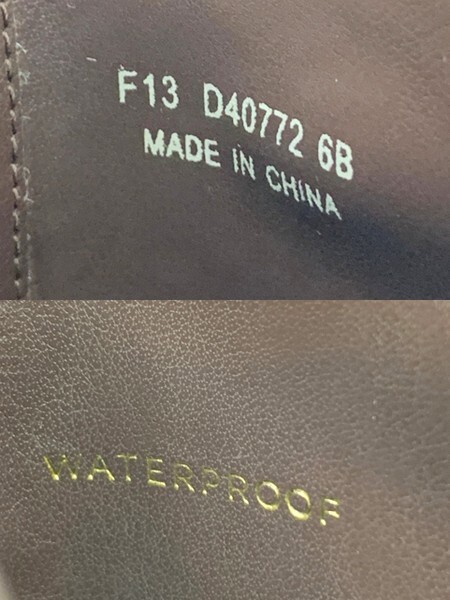 F13 D40772 6B
MADE IN CHINA
WATERPROOF